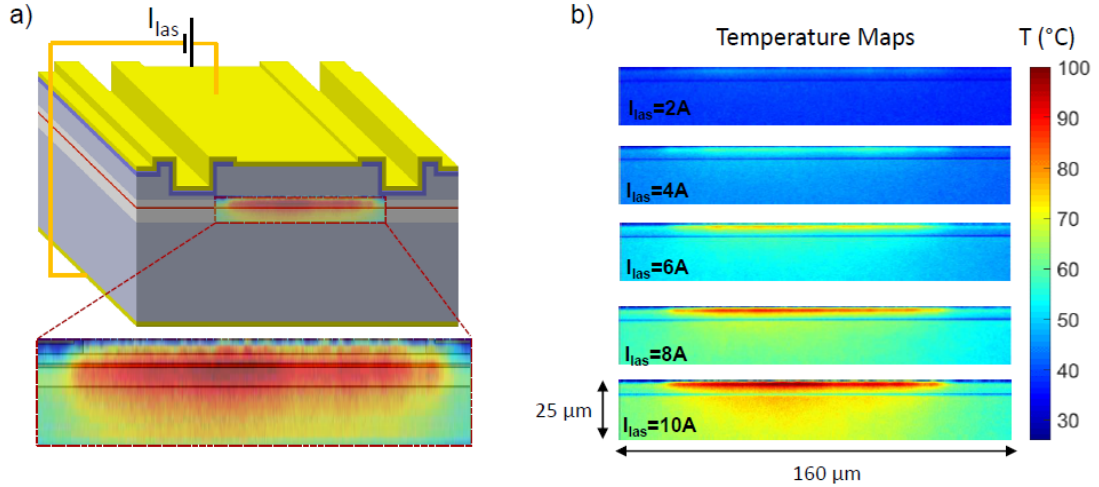 a)
I_las
b)
Temperature Maps
T (°C)
I_las=2A
I_las=4A
I_las=6A
I_las=8A
I_las=10A
25 µm
160 µm
100
90
80
70
60
50
40
30